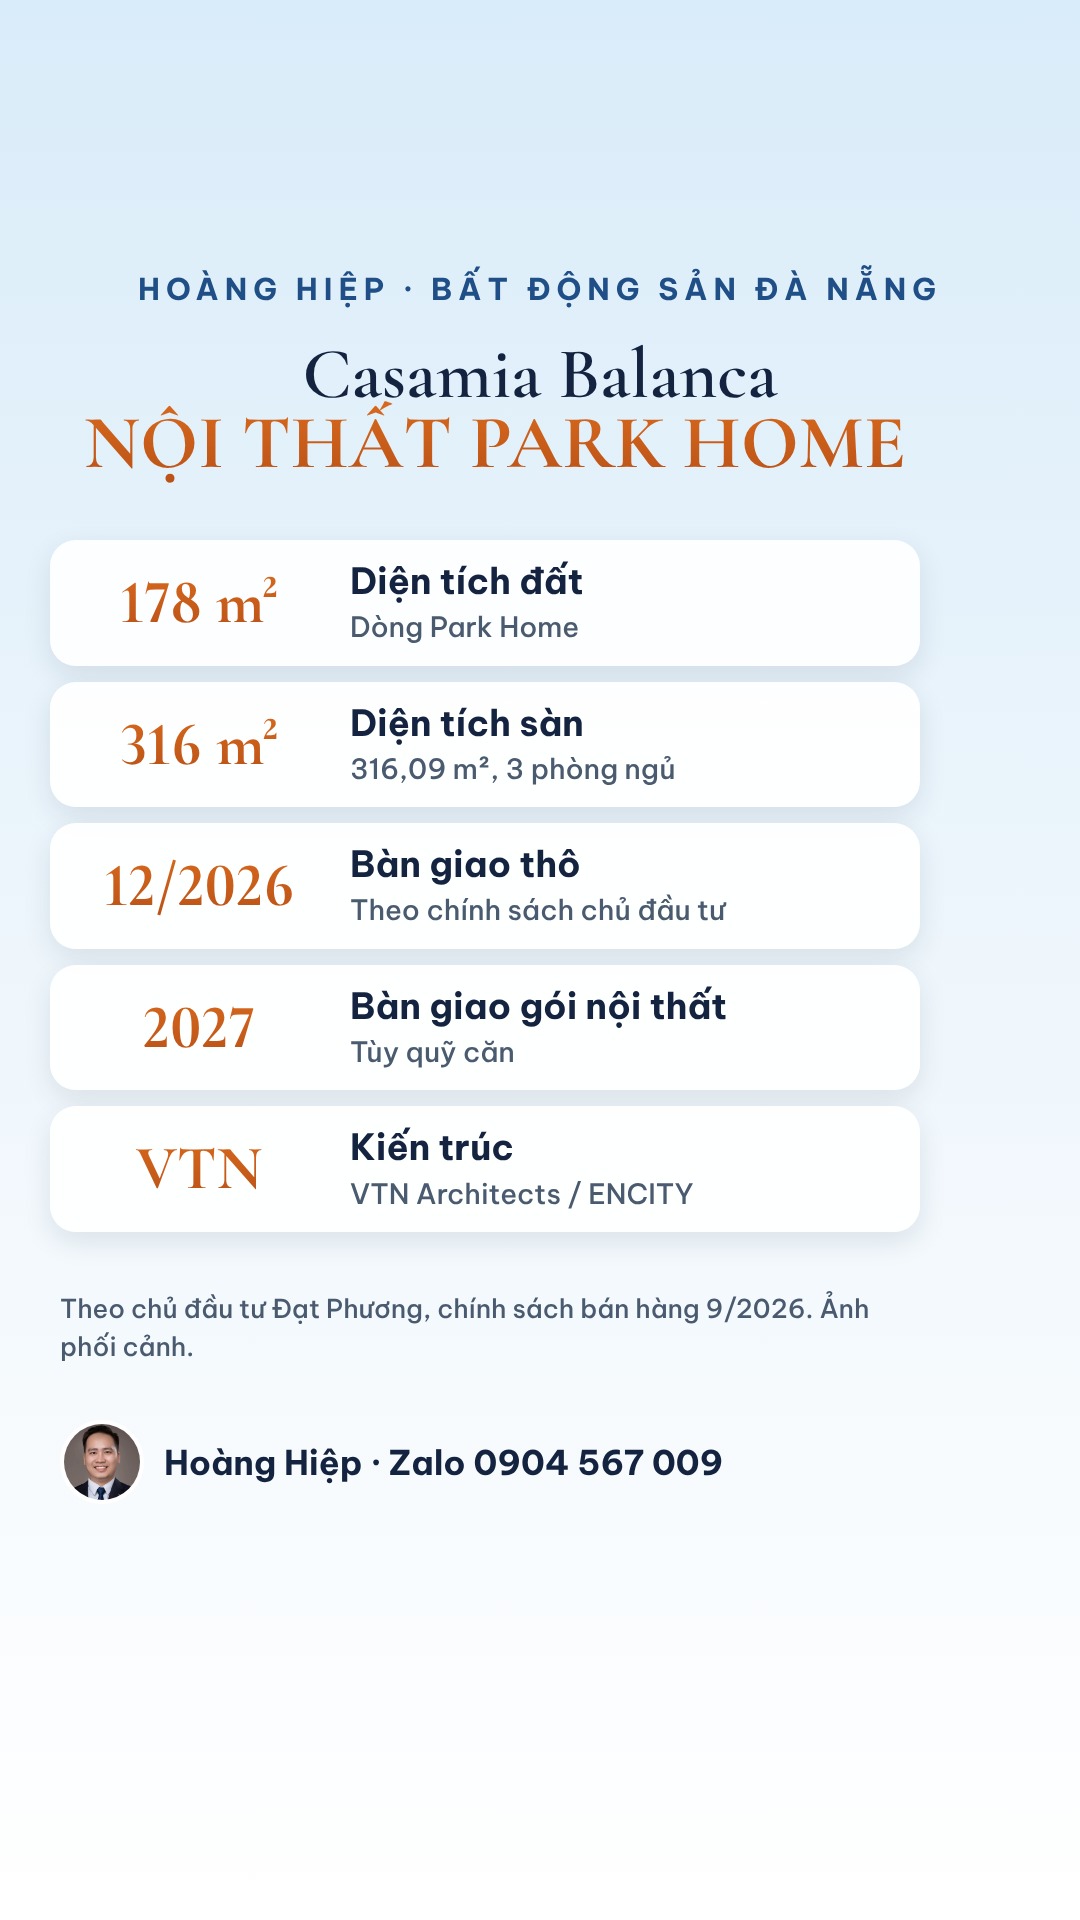 HOÀNG HIỆP · BẤT ĐỘNG SẢN ĐÀ NẴNG
Casamia Balanca
NỘI THẤT PARK HOME
178 m²
Diện tích đất
Dòng Park Home
316 m²
Diện tích sàn
316,09 m², 3 phòng ngủ
12/2026
Bàn giao thô
Theo chính sách chủ đầu tư
2027
Bàn giao gói nội thất
Tùy quỹ căn
VTN
Kiến trúc
VTN Architects / ENCITY
Theo chủ đầu tư Đạt Phương, chính sách bán hàng 9/2026. Ảnh
phối cảnh.
Hoàng Hiệp · Zalo 0904 567 009